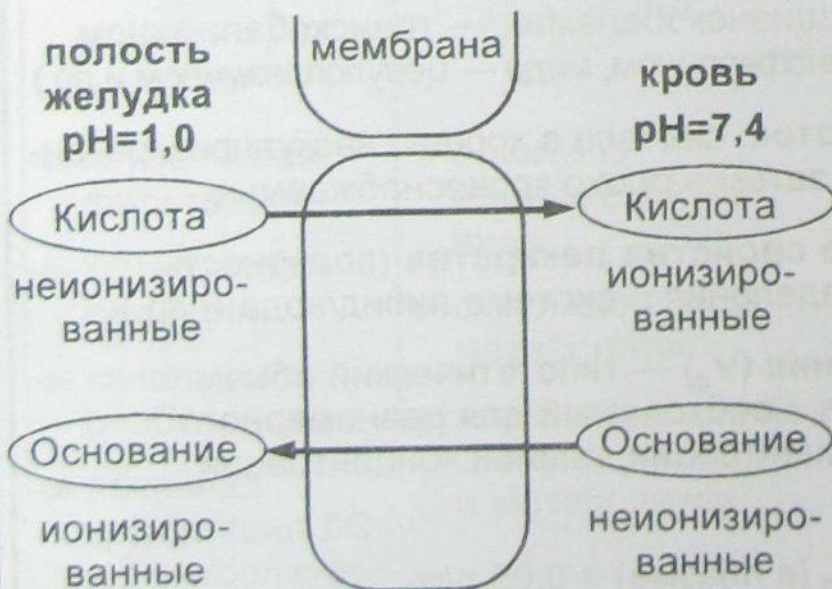 полость
желудка
pH=1,0
мембрана
кровь
pH=7,4
Кислота
Кислота
неионизиро-
ванные
ионизиро-
ванные
Основание
Основание
ионизиро-
ванные
неионизиро-
ванные